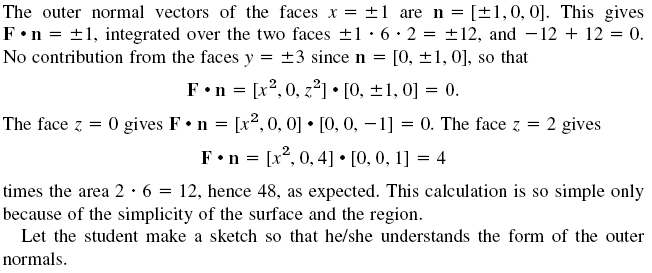 The outer normal vectors of the faces x = ±1 are n = [±1, 0, 0]. This gives
F • n = ±1, integrated over the two faces ±1 · 6 · 2 = ±12, and −12 + 12 = 0.
No contribution from the faces y = ±3 since n = [0, ±1, 0], so that
F • n = [x², 0, z²] • [0, ±1, 0] = 0.
The face z = 0 gives F • n = [x², 0, 0] • [0, 0, −1] = 0. The face z = 2 gives
F • n = [x², 0, 4] • [0, 0, 1] = 4
times the area 2 · 6 = 12, hence 48, as expected. This calculation is so simple only
because of the simplicity of the surface and the region.
Let the student make a sketch so that he/she understands the form of the outer
normals.